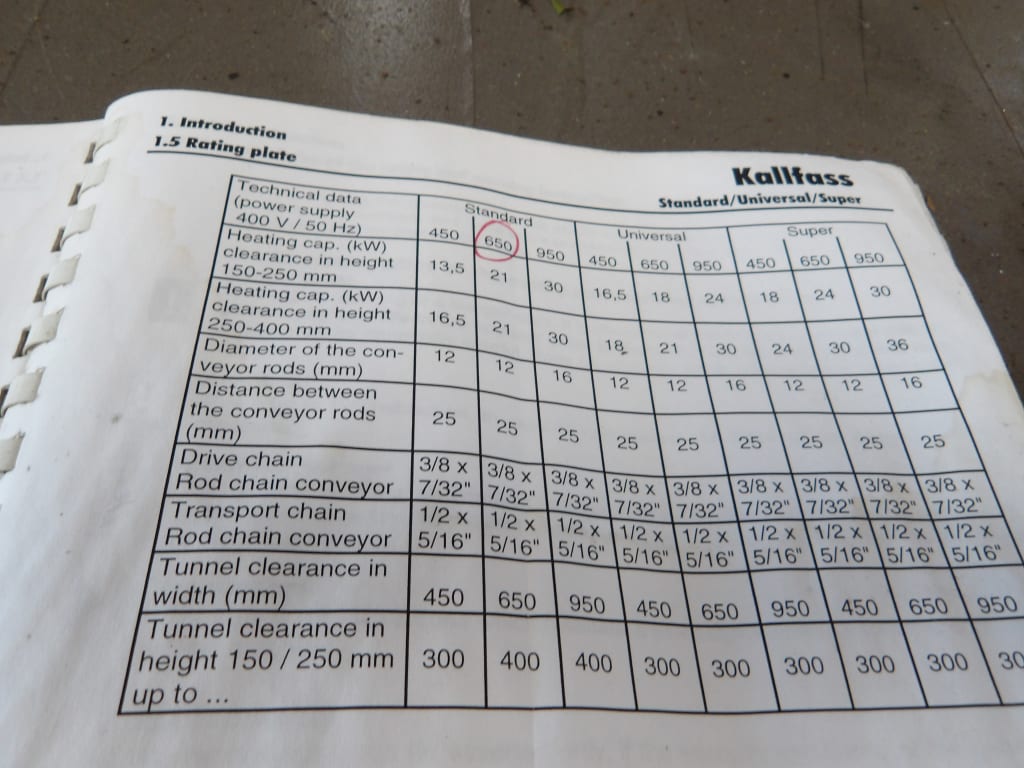 1. Introduction
1.5 Rating plate
Kallfass
Standard/Universal/Super
Technical data
(power supply
400 V / 50 Hz)
Standard
Universal
Super
450 650 950 450 650 950 450 650 950
Heating cap. (kW)
clearance in height
150-250 mm
13,5 21 30 16,5 18 24 18 24 30
Heating cap. (kW)
clearance in height
250-400 mm
16,5 21 30 18 21 30 24 30 36
Diameter of the con-
veyor rods (mm)
12 12 16 12 12 16 12 12 16
Distance between
the conveyor rods
(mm)
25 25 25 25 25 25 25 25 25
Drive chain
Rod chain conveyor
3/8 x 3/8 x 3/8 x 3/8 x 3/8 x 3/8 x 3/8 x 3/8 x 3/8 x
7/32" 7/32" 7/32" 7/32" 7/32" 7/32" 7/32" 7/32" 7/32"
Transport chain
Rod chain conveyor
1/2 x 1/2 x 1/2 x 1/2 x 1/2 x 1/2 x 1/2 x 1/2 x 1/2 x
5/16" 5/16" 5/16" 5/16" 5/16" 5/16" 5/16" 5/16" 5/16"
Tunnel clearance in
width (mm)
450 650 950 450 650 950 450 650 950
Tunnel clearance in
height 150 / 250 mm
up to ...
300 400 400 300 300 300 300 300